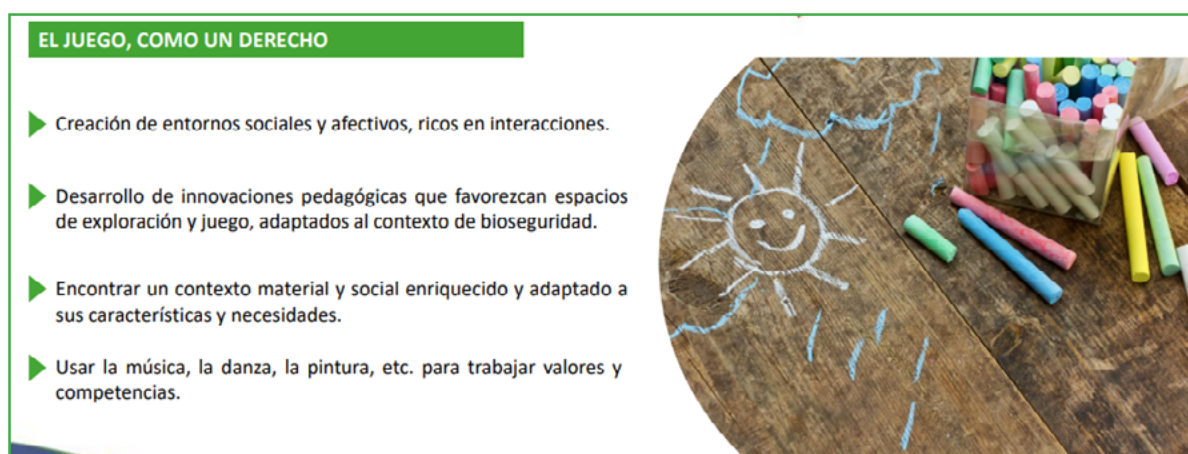 EL JUEGO, COMO UN DERECHO
Creación de entornos sociales y afectivos, ricos en interacciones.
Desarrollo de innovaciones pedagógicas que favorezcan espacios
de exploración y juego, adaptados al contexto de bioseguridad.
Encontrar un contexto material y social enriquecido y adaptado a
sus características y necesidades.
Usar la música, la danza, la pintura, etc. para trabajar valores y
competencias.